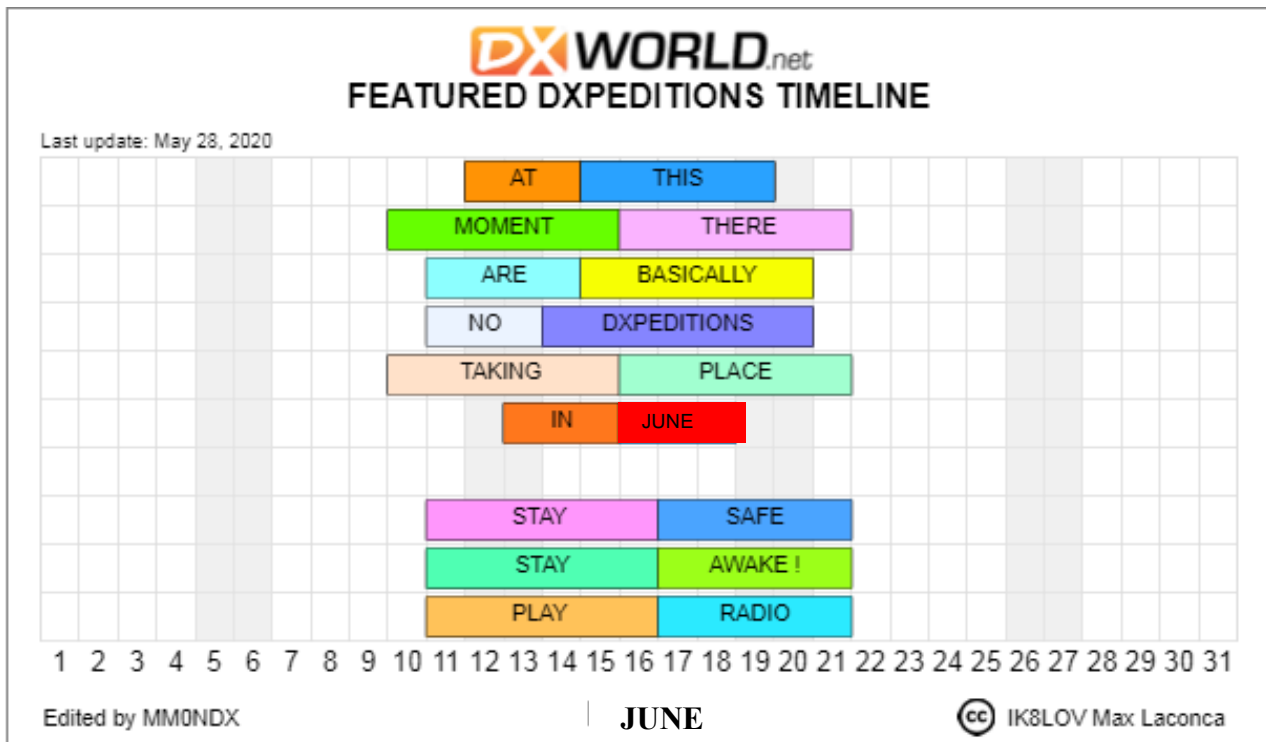 DXWORLD.net
FEATURED DXPEDITIONS TIMELINE
Last update: May 28, 2020
AT THIS
MOMENT THERE
ARE BASICALLY
NO DXPEDITIONS
TAKING PLACE
IN JUNE
STAY SAFE
STAY AWAKE !
PLAY RADIO
1 2 3 4 5 6 7 8 9 10 11 12 13 14 15 16 17 18 19 20 21 22 23 24 25 26 27 28 29 30 31
Edited by MM0NDX JUNE cc IK8LOV Max Laconca